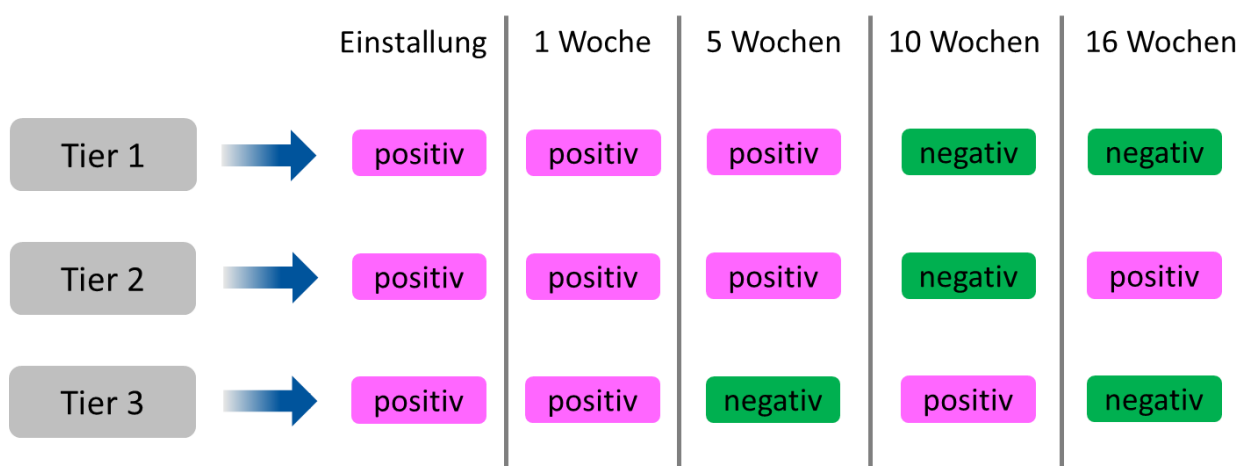 Einstallung 1 Woche 5 Wochen 10 Wochen 16 Wochen
Tier 1 positiv positiv positiv negativ negativ
Tier 2 positiv positiv positiv negativ positiv
Tier 3 positiv positiv negativ positiv negativ